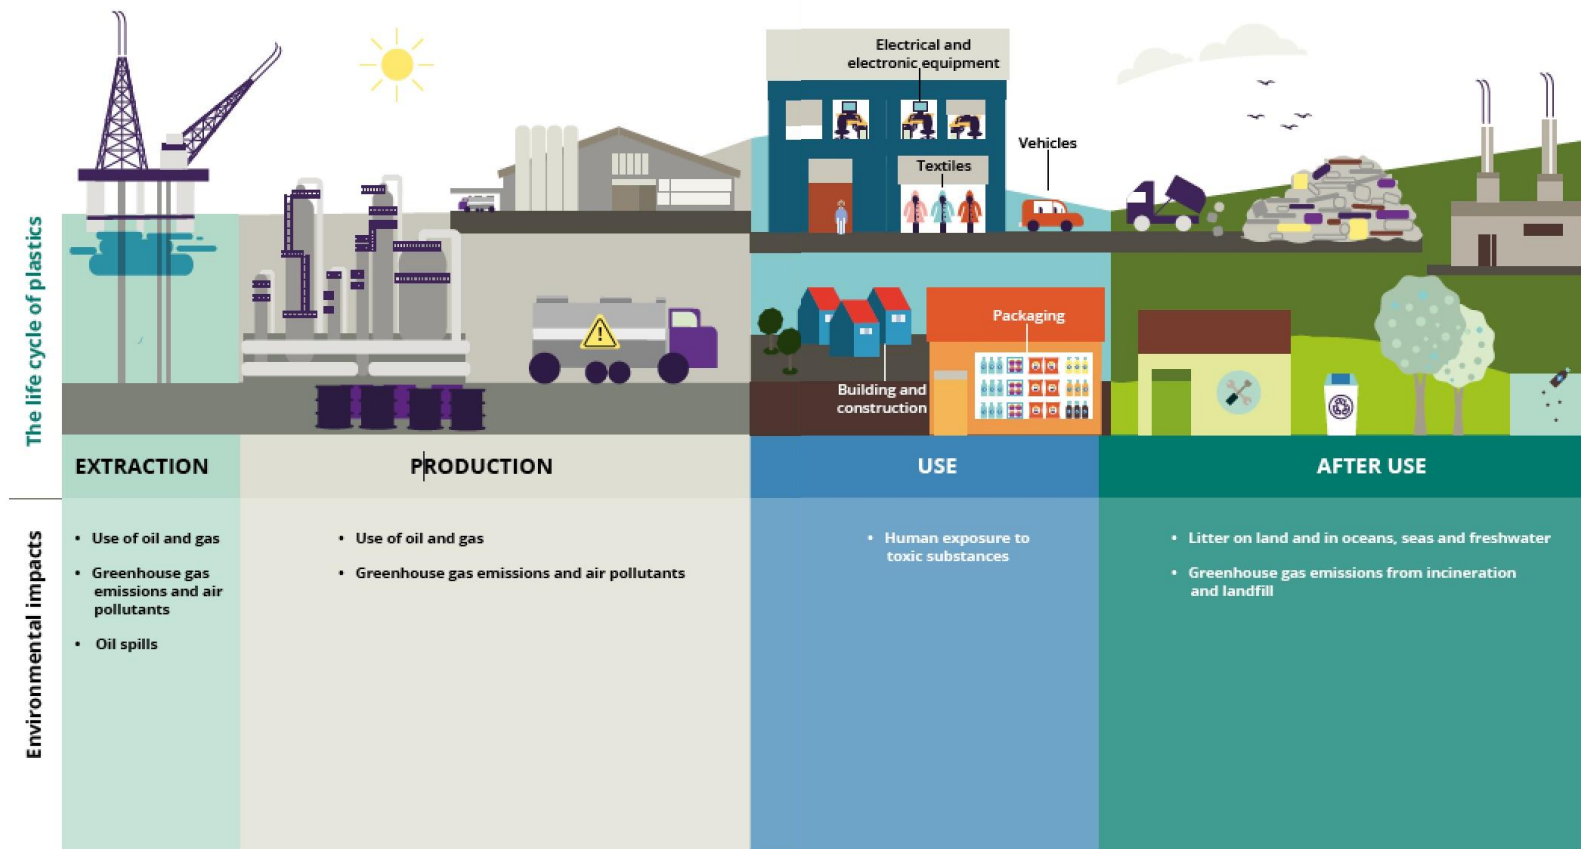 Electrical and
electronic equipment
Vehicles
Textiles
Packaging
Building and
construction
The life cycle of plastics
EXTRACTION
PRODUCTION
USE
AFTER USE
Environmental impacts
• Use of oil and gas
• Greenhouse gas
emissions and air
pollutants
• Oil spills
• Use of oil and gas
• Greenhouse gas emissions and air pollutants
• Human exposure to
toxic substances
• Litter on land and in oceans, seas and freshwater
• Greenhouse gas emissions from incineration
and landfill